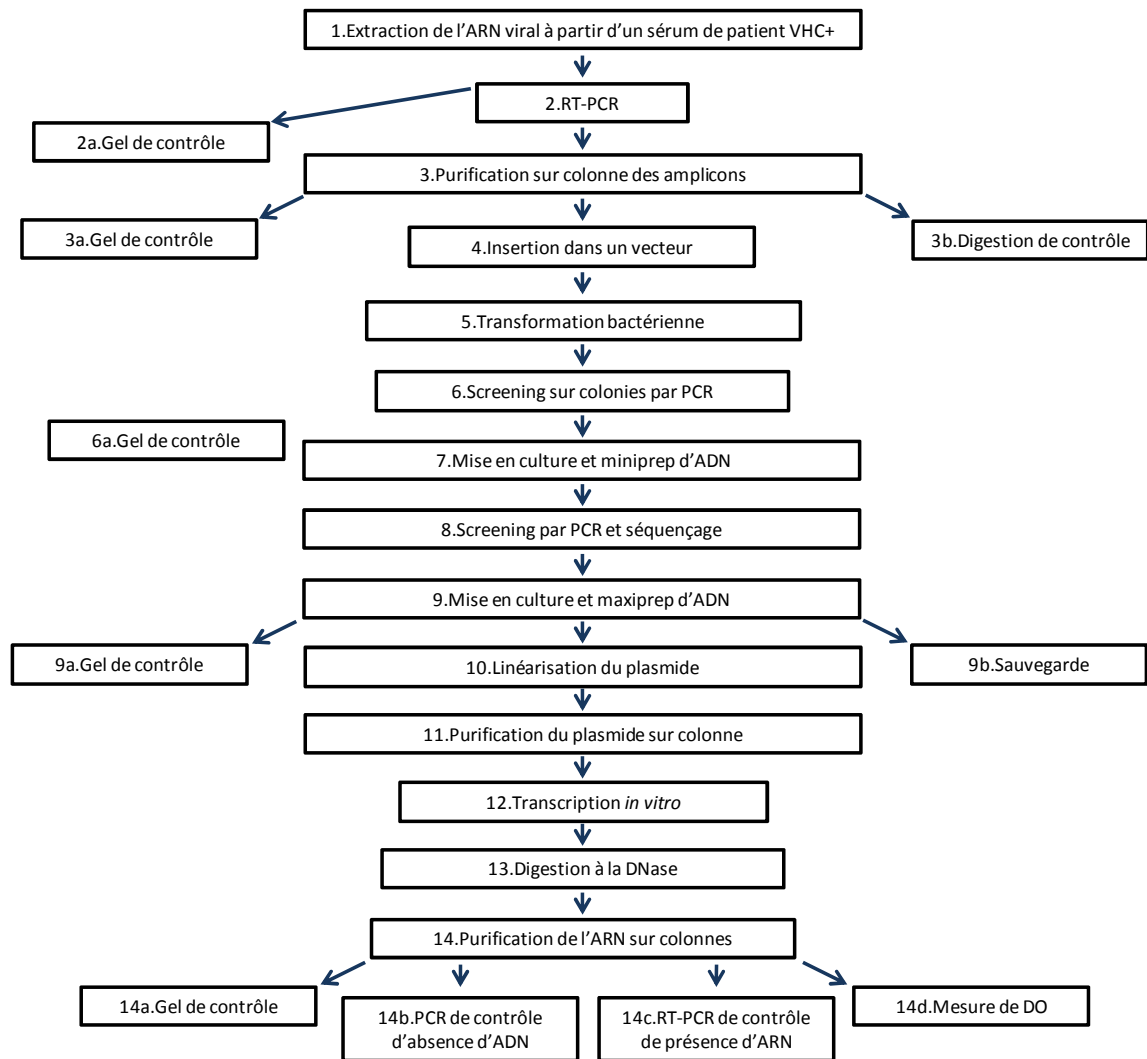 1.Extraction de l'ARN viral à partir d'un sérum de patient VHC+
2.RT-PCR
2a.Gel de contrôle
3.Purification sur colonne des amplicons
3a.Gel de contrôle
3b.Digestion de contrôle
4.Insertion dans un vecteur
5.Transformation bactérienne
6.Screening sur colonies par PCR
6a.Gel de contrôle
7.Mise en culture et miniprep d'ADN
8.Screening par PCR et séquençage
9.Mise en culture et maxiprep d'ADN
9a.Gel de contrôle
10.Linéarisation du plasmide
9b.Sauvegarde
11.Purification du plasmide sur colonne
12.Transcription in vitro
13.Digestion à la DNase
14.Purification de l'ARN sur colonnes
14a.Gel de contrôle
14b.PCR de contrôle
d'absence d'ADN
14c.RT-PCR de contrôle
de présence d'ARN
14d.Mesure de DO